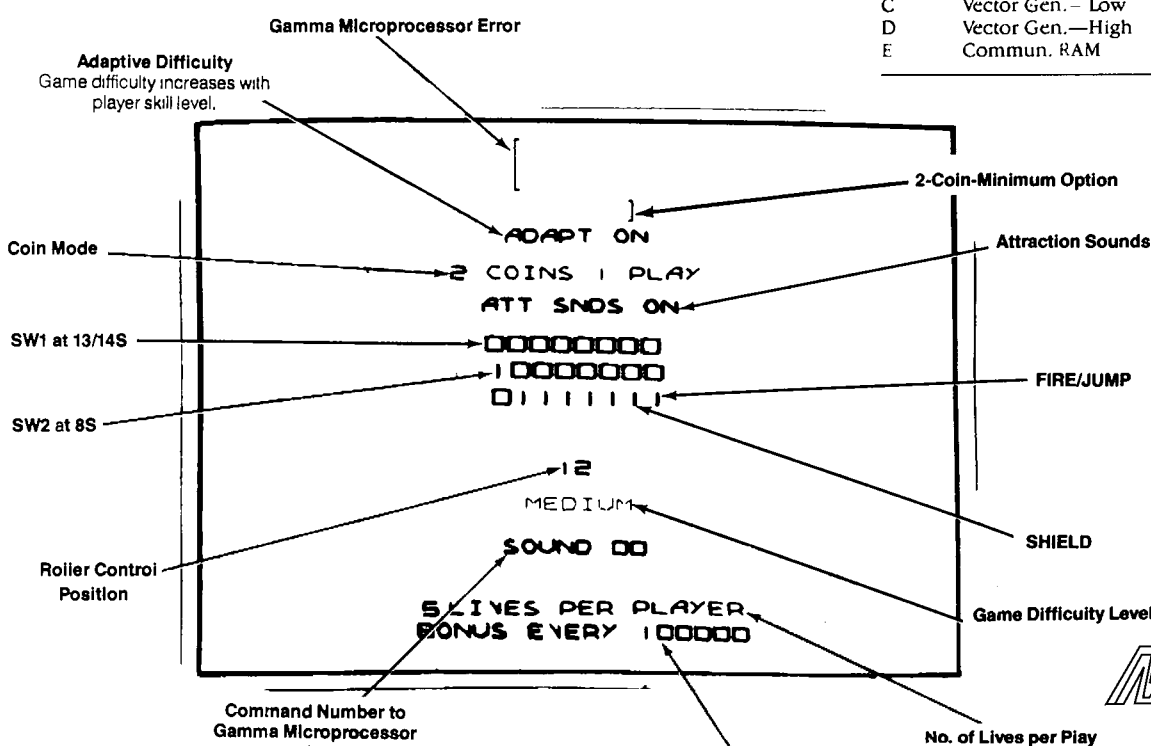 C Vector Gen.– Low
D Vector Gen.—High
E Commun. RAM
Gamma Microprocessor Error
Adaptive Difficulty
Game difficulty increases with
player skill level.
2-Coin-Minimum Option
ADAPT ON
Attraction Sounds
Coin Mode
2 COINS 1 PLAY
ATT SNDS ON
SW1 at 13/14S
00000000
10000000
FIRE/JUMP
01111111
SW2 at 8S
12
MEDIUM
SHIELD
SOUND 00
Roller Control
Position
5 LIVES PER PLAYER
Game Difficulty Level
BONUS EVERY 100000
Command Number to
Gamma Microprocessor
No. of Lives per Play